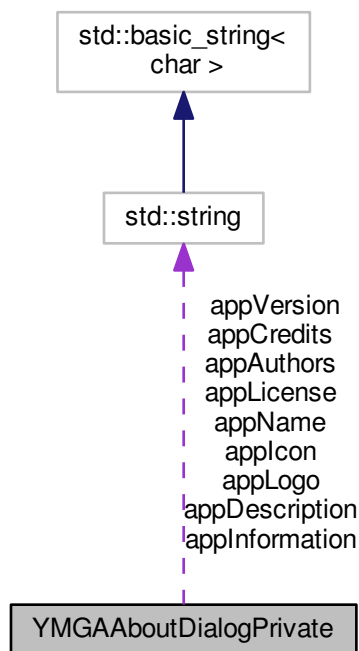 std::basic_string<
char >
std::string
appVersion
appCredits
appAuthors
appLicense
appName
appIcon
appLogo
appDescription
appInformation
YMGAAboutDialogPrivate